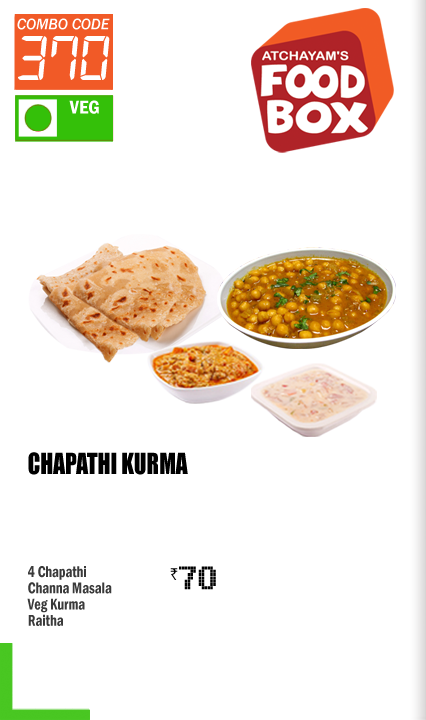 COMBO CODE
370
VEG
ATCHAYAM'S
FOOD
BOX
CHAPATHI KURMA
4 Chapathi
Channa Masala
Veg Kurma
Raitha
₹70